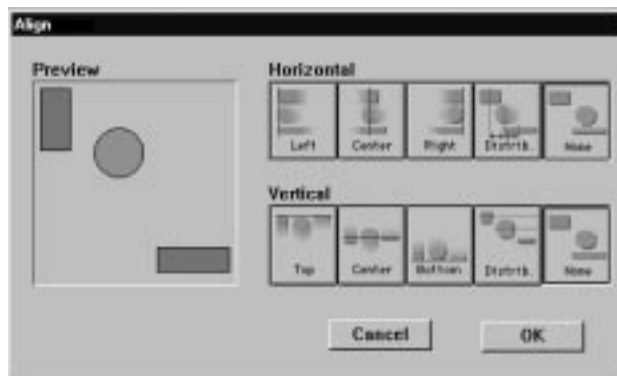 Align
Preview
Horizontal
Left Center Right Distrib. None
Vertical
Top Center Bottom Distrib. None
Cancel OK